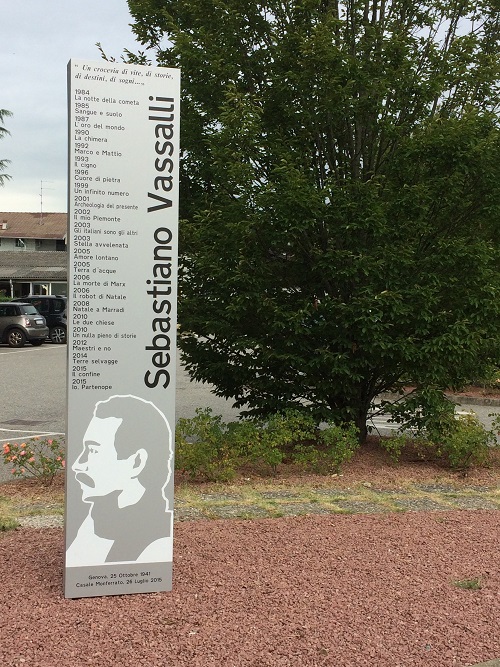 " Un crocevia di vite, di storie,
di destini, di sogni...„
1984
La notte della cometa
1985
Sangue e suolo
1987
L'oro del mondo
1990
La chimera
1992
Marco e Mattio
1993
Il cigno
1996
Cuore di pietra
1999
Un infinito numero
2001
Archeologia del presente
2002
Il mio Piemonte
2003
Gli italiani sono gli altri
2003
Stella avvelenata
2005
Amore lontano
2005
Terra d'acque
2006
La morte di Marx
2006
Il robot di Natale
2008
Natale a Marradi
2010
Le due chiese
2010
Un nulla pieno di storie
2012
Maestri e no
2014
Terre selvagge
2015
Il confine
2015
Io, Partenope
Sebastiano Vassalli
Genova, 25 Ottobre 1941
Casale Monferrato, 26 Luglio 2015